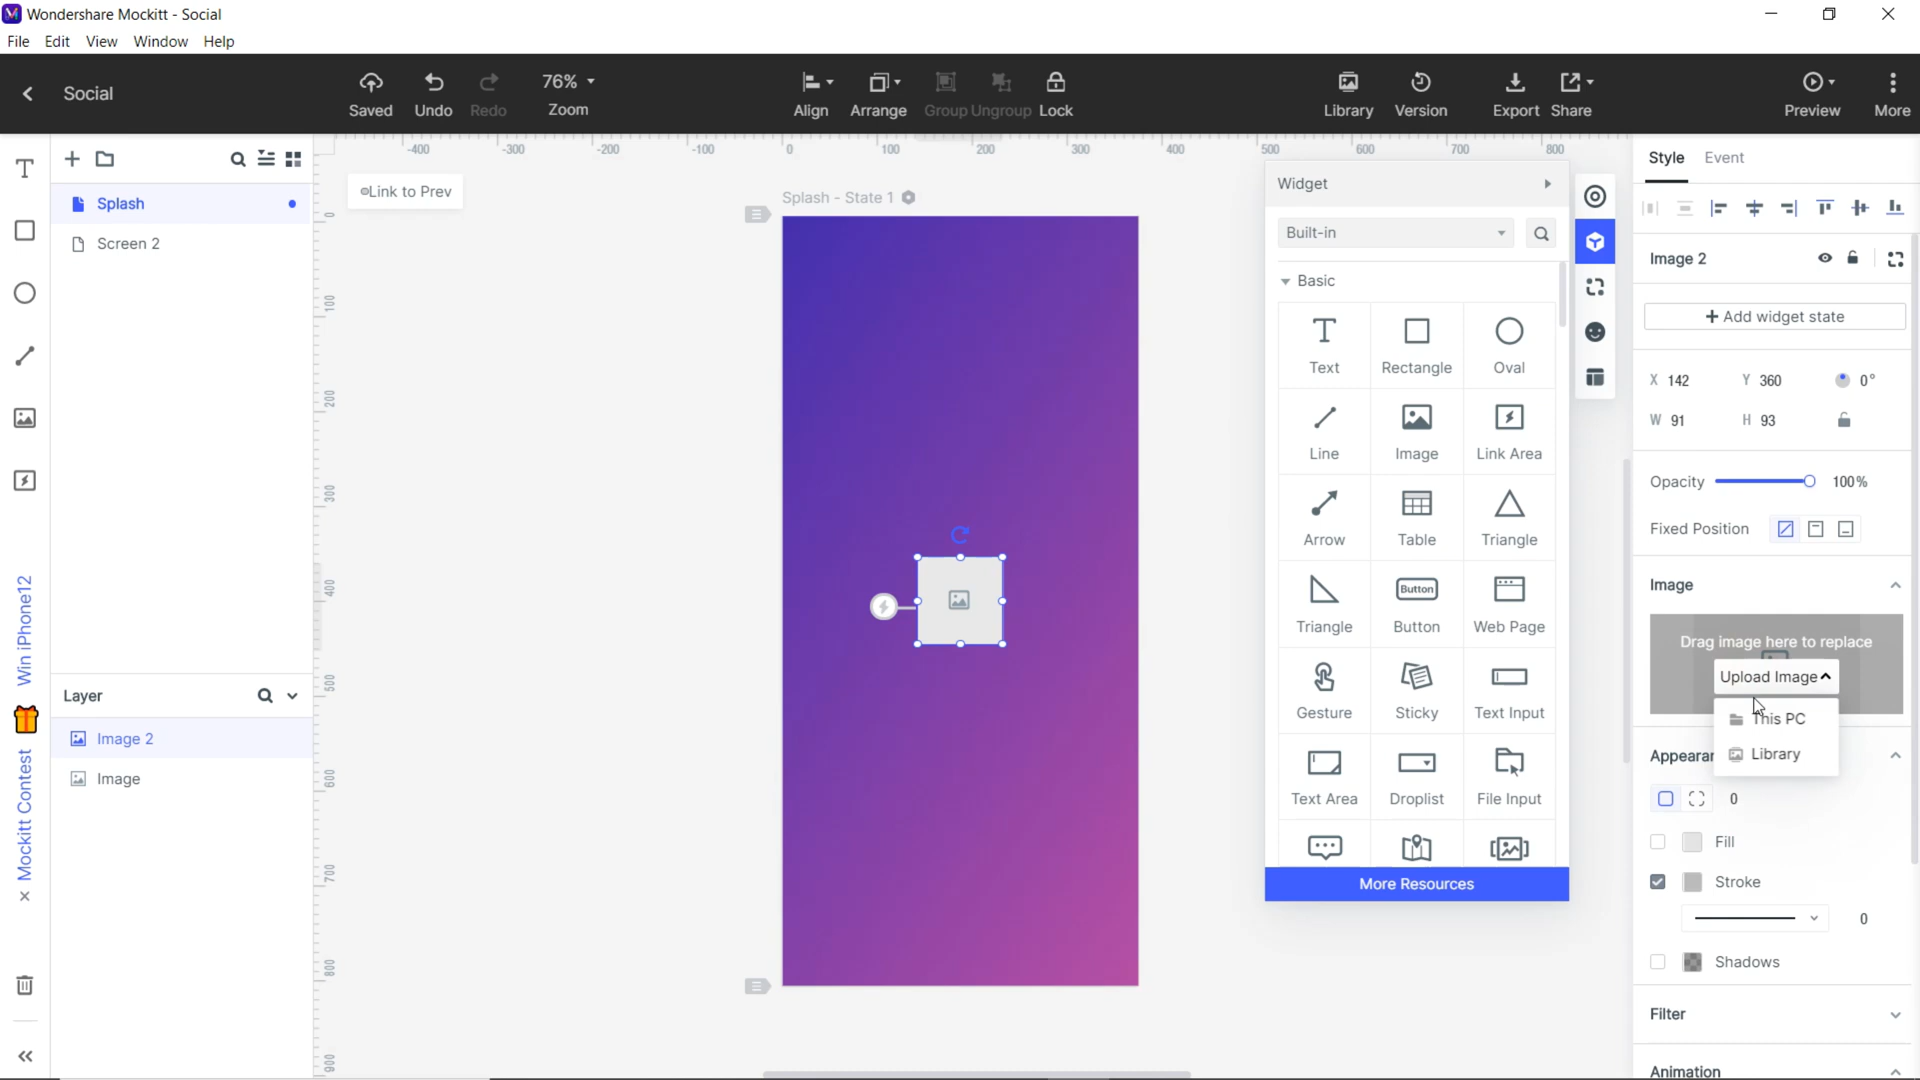 Wondershare Mockitt - Social
File Edit View Window Help
Social
Saved
Undo
Redo
76%
Zoom
Align
Arrange
Group
Ungroup
Lock
Library
Version
Export
Share
Preview
More
Splash
Screen 2
Win iPhone12
Mockitt Contest
Layer
Image 2
Image
-400 -300 -200 -100 0 100 200 300 400 500 600 700 800
0
100
200
300
400
500
600
700
800
900
Link to Prev
Splash - State 1
Widget
Built-in
Basic
Text Rectangle Oval
Line Image Link Area
Arrow Table Triangle
Button
Triangle Button Web Page
Gesture Sticky Text Input
Text Area Droplist File Input
More Resources
Style Event
Image 2
+ Add widget state
X 142 Y 360 0°
W 91 H 93
Opacity 100%
Fixed Position
Image
Drag image here to replace
Upload Image
This PC
Library
Appear
0
Fill
Stroke
0
Shadows
Filter
Animation